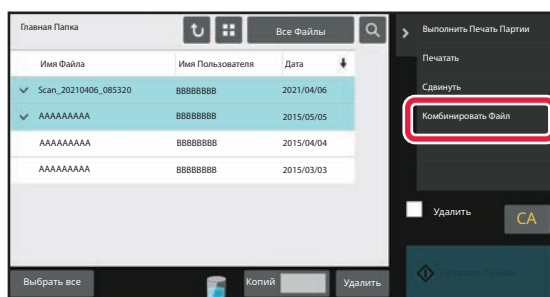 Главная Папка
Все Файлы
Имя Файла Имя Пользователя Дата
Scan_20210406_085320 BBBBBBBB 2021/04/06
AAAAAAAAA BBBBBBBB 2015/05/05
AAAAAAAAA BBBBBBBB 2015/04/04
AAAAAAAAA BBBBBBBB 2015/03/03
Выбрать все
Копий
Удалить
Выполнить Печать Партии
Печатать
Сдвинуть
Комбинировать Файл
Удалить
CA
Печатать Сейчас